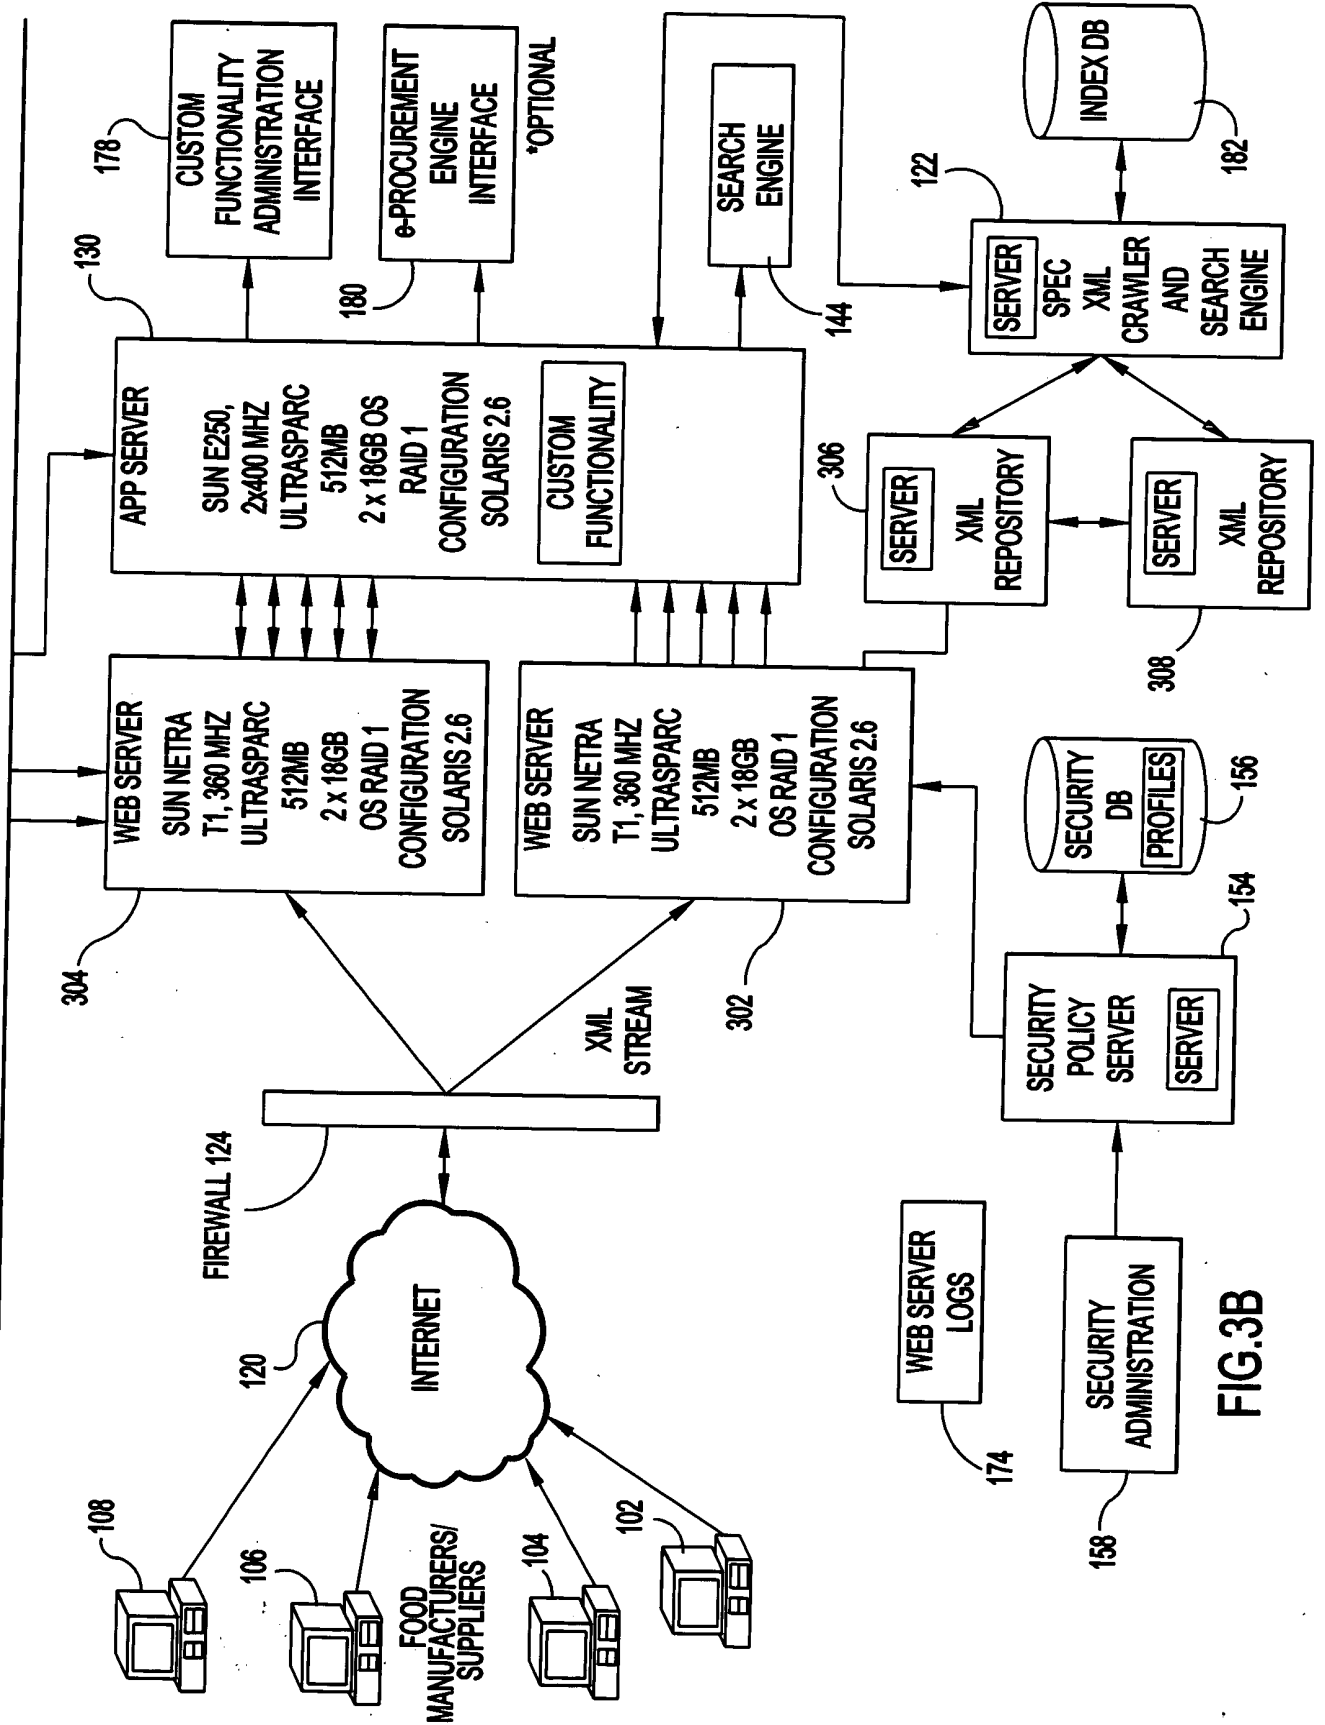 108
106
FOOD
MANUFACTURERS/
SUPPLIERS
104
102
120
INTERNET
FIREWALL 124
XML
STREAM
304
WEB SERVER
SUN NETRA
T1, 360 MHZ
ULTRASPARC
512MB
2 x 18GB
OS RAID 1
CONFIGURATION
SOLARIS 2.6
302
WEB SERVER
SUN NETRA
T1, 360 MHZ
ULTRASPARC
512MB
2 x 18GB
OS RAID 1
CONFIGURATION
SOLARIS 2.6
130
APP SERVER
SUN E250,
2x400 MHZ
ULTRASPARC
512MB
2 x 18GB OS
RAID 1
CONFIGURATION
SOLARIS 2.6
CUSTOM
FUNCTIONALITY
178
CUSTOM
FUNCTIONALITY
ADMINISTRATION
INTERFACE
180
e-PROCUREMENT
ENGINE
INTERFACE
*OPTIONAL
SEARCH
ENGINE
144
122
SERVER
SPEC
XML
CRAWLER
AND
SEARCH
ENGINE
INDEX DB
182
306
SERVER
XML
REPOSITORY
SERVER
XML
REPOSITORY
308
SECURITY
DB
PROFILES
156
154
SECURITY
POLICY
SERVER
SERVER
WEB SERVER
LOGS
174
SECURITY
ADMINISTRATION
158
FIG.3B